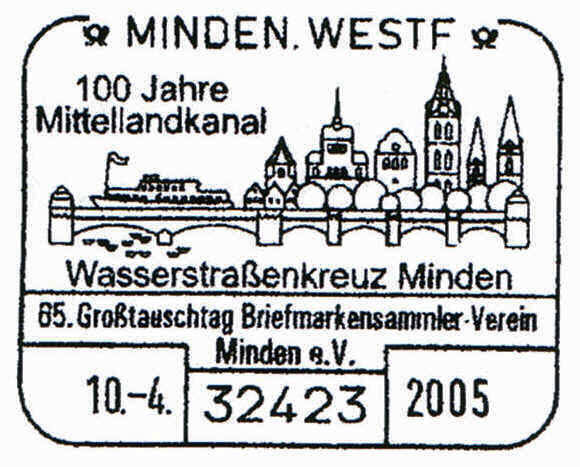 MINDEN. WESTF
100 Jahre
Mittellandkanal
Wasserstraßenkreuz Minden
65. Großtauschtag Briefmarkensammler-Verein
Minden e.V.
10.-4. 32423 2005